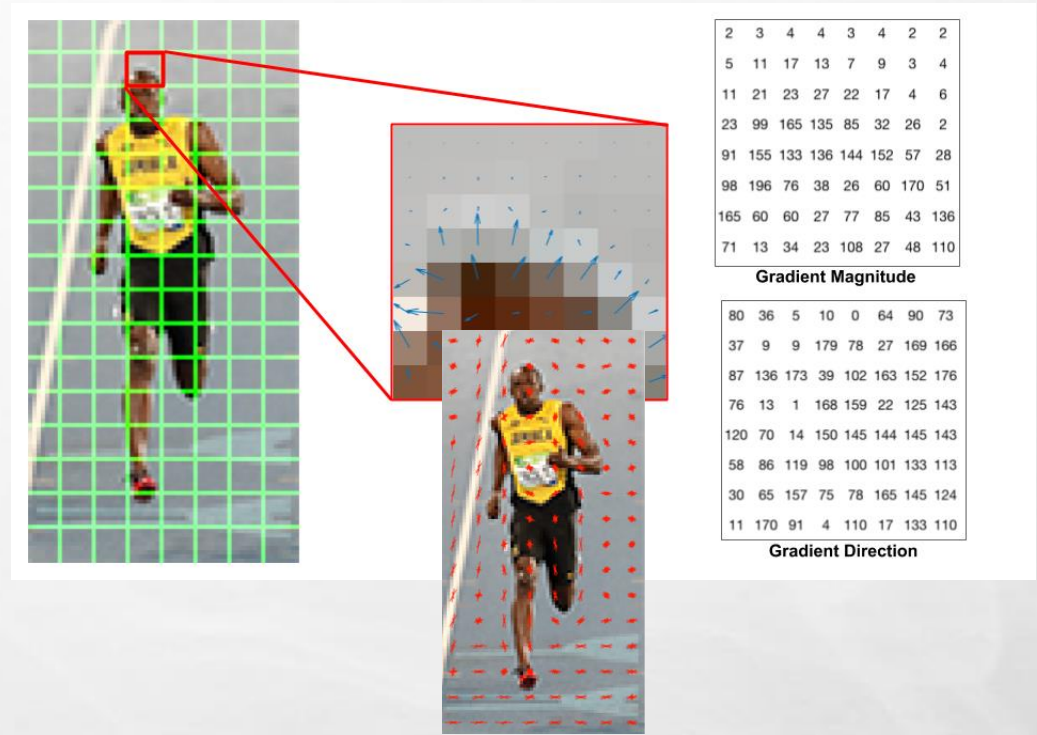 2 3 4 4 3 4 2 2
5 11 17 13 7 9 3 4
11 21 23 27 22 17 4 6
23 99 165 135 85 32 26 2
91 155 133 136 144 152 57 28
98 196 76 38 26 60 170 51
165 60 60 27 77 85 43 136
71 13 34 23 108 27 48 110
Gradient Magnitude
80 36 5 10 0 64 90 73
37 9 9 179 78 27 169 166
87 136 173 39 102 163 152 176
76 13 1 168 159 22 125 143
120 70 14 150 145 144 145 143
58 86 119 98 100 101 133 113
30 65 157 75 78 165 145 124
11 170 91 4 110 17 133 110
Gradient Direction